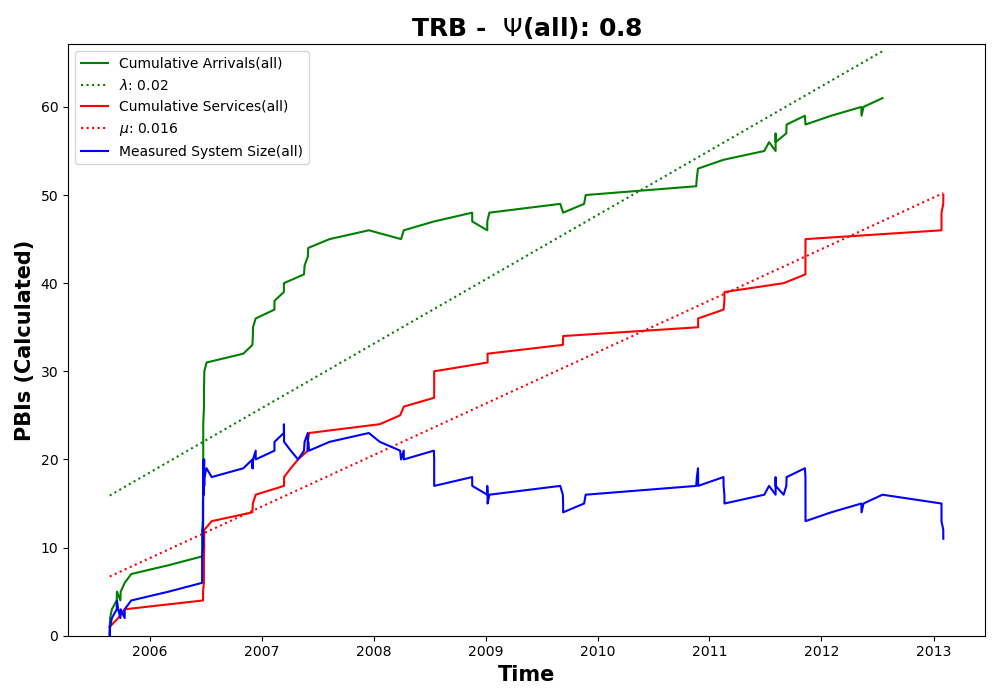 TRB -  Ψ(all): 0.8
Cumulative Arrivals(all)
λ: 0.02
Cumulative Services(all)
μ: 0.016
Measured System Size(all)
PBIs (Calculated)
60
50
40
30
20
10
0
2006 2007 2008 2009 2010 2011 2012 2013
Time